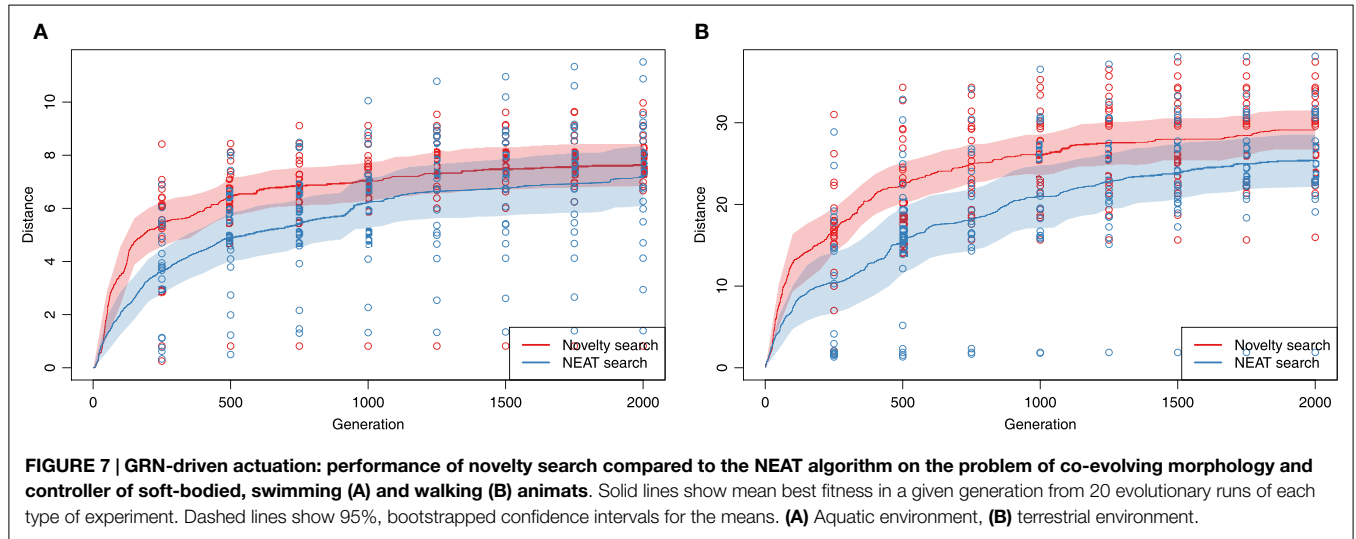 A
Distance
0
2
4
6
8
10
0
500
1000
1500
2000
Generation
Novelty search
NEAT search
B
Distance
0
10
20
30
0
500
1000
1500
2000
Generation
Novelty search
NEAT search
FIGURE 7 | GRN-driven actuation: performance of novelty search compared to the NEAT algorithm on the problem of co-evolving morphology and
controller of soft-bodied, swimming (A) and walking (B) animats. Solid lines show mean best fitness in a given generation from 20 evolutionary runs of each
type of experiment. Dashed lines show 95%, bootstrapped confidence intervals for the means. (A) Aquatic environment, (B) terrestrial environment.